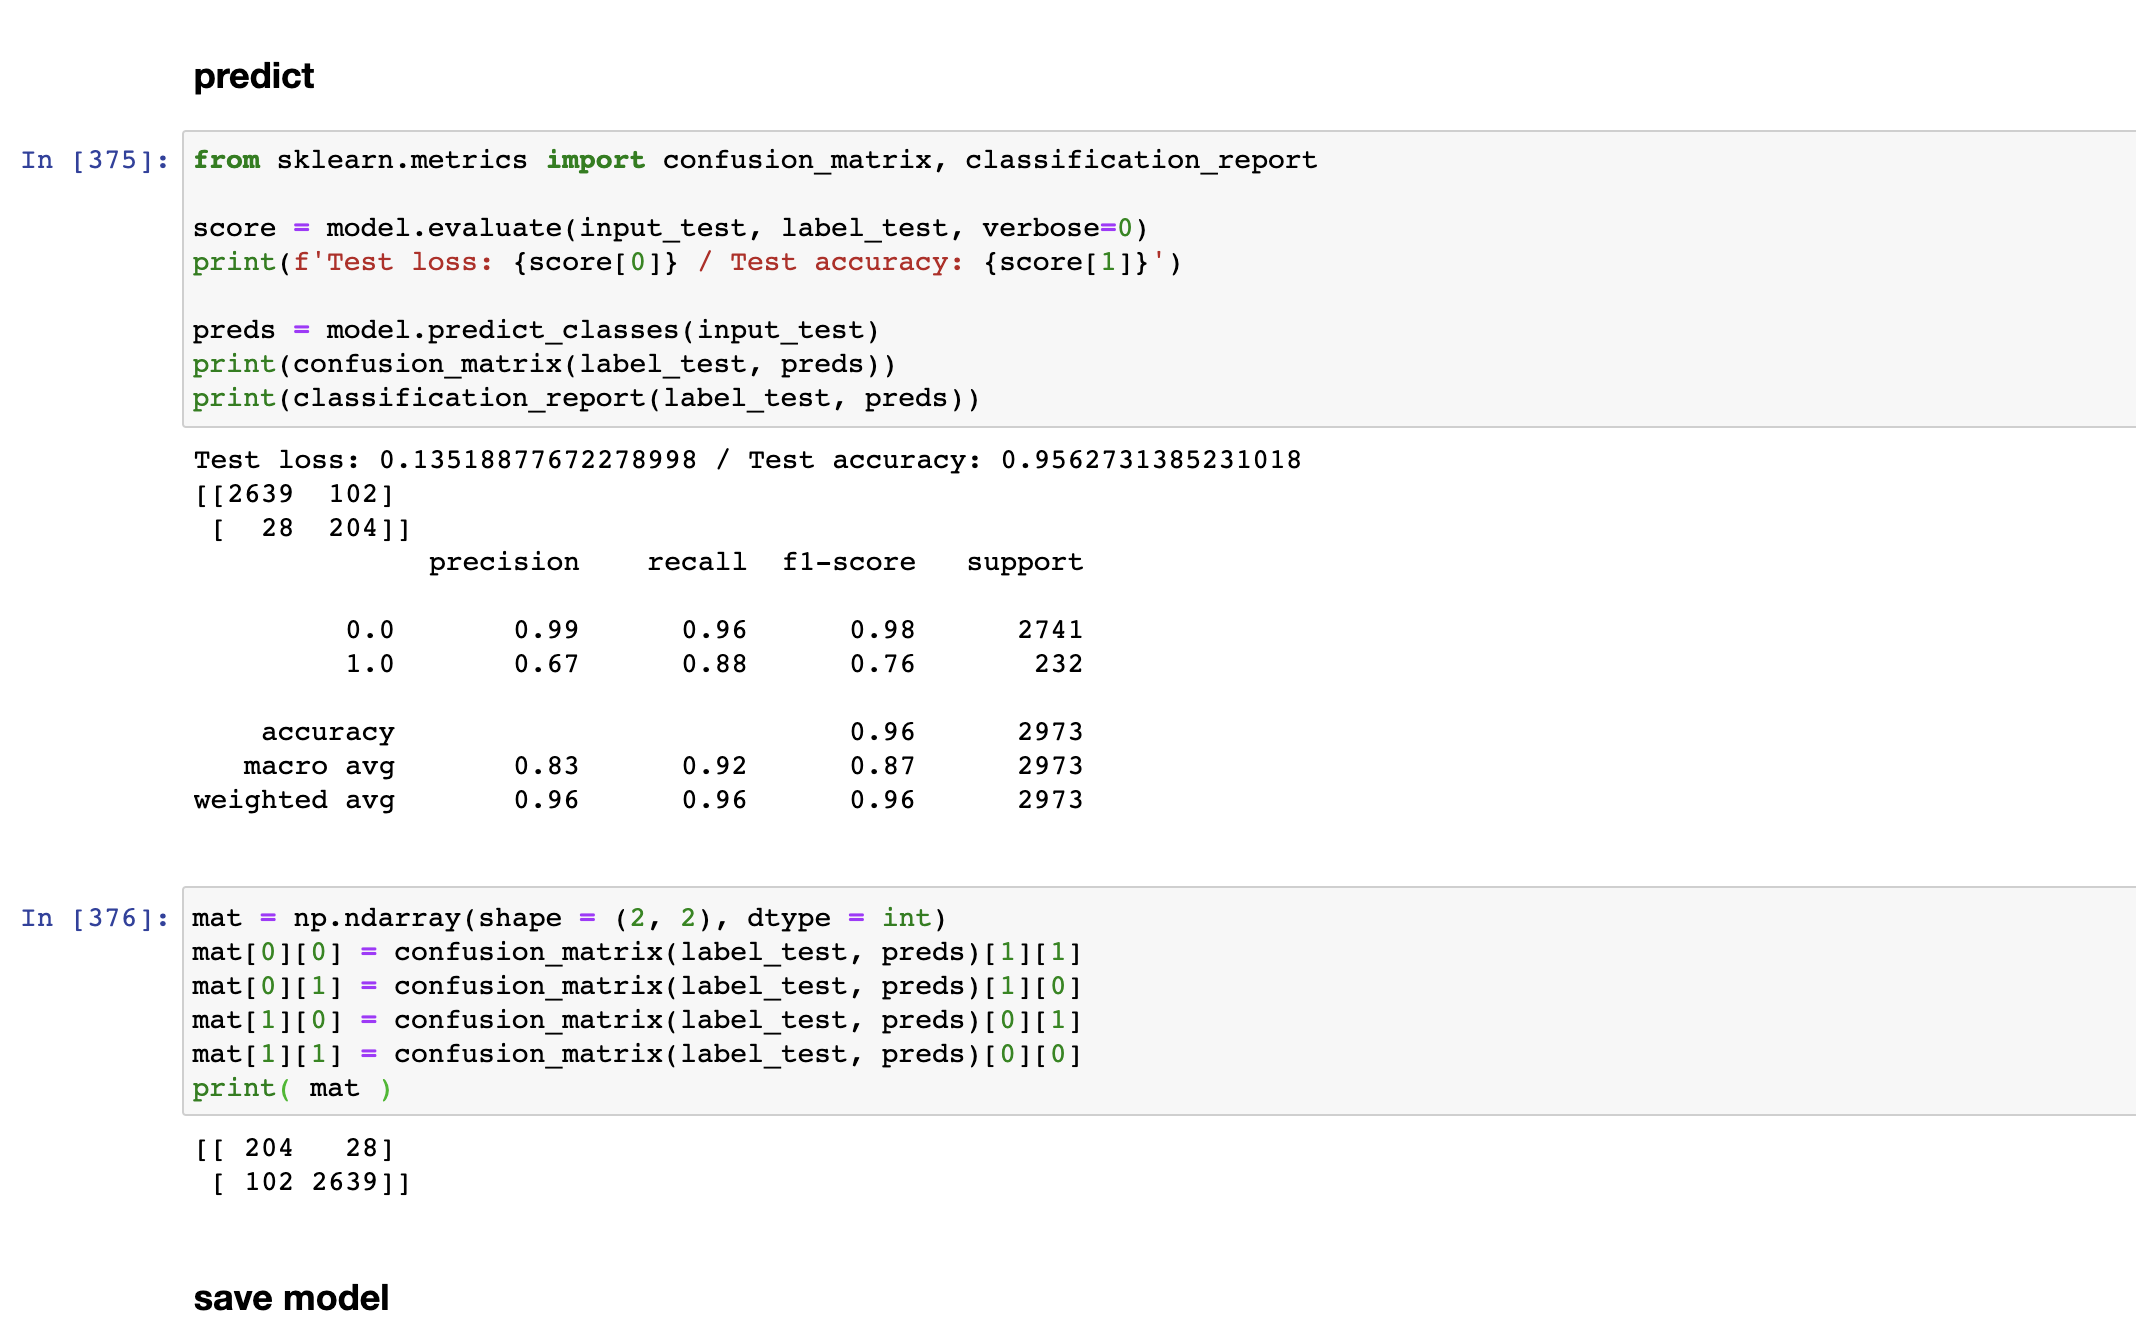 predict
In [375]: from sklearn.metrics import confusion_matrix, classification_report
score = model.evaluate(input_test, label_test, verbose=0)
print(f'Test loss: {score[0]} / Test accuracy: {score[1]}')
preds = model.predict_classes(input_test)
print(confusion_matrix(label_test, preds))
print(classification_report(label_test, preds))
Test loss: 0.13518877672278998 / Test accuracy: 0.9562731385231018
[[2639  102]
 [  28  204]]
              precision    recall  f1-score   support
         0.0       0.99      0.96      0.98      2741
         1.0       0.67      0.88      0.76       232
    accuracy                           0.96      2973
   macro avg       0.83      0.92      0.87      2973
weighted avg       0.96      0.96      0.96      2973
In [376]: mat = np.ndarray(shape = (2, 2), dtype = int)
mat[0][0] = confusion_matrix(label_test, preds)[1][1]
mat[0][1] = confusion_matrix(label_test, preds)[1][0]
mat[1][0] = confusion_matrix(label_test, preds)[0][1]
mat[1][1] = confusion_matrix(label_test, preds)[0][0]
print( mat )
[[ 204   28]
 [ 102 2639]]
save model